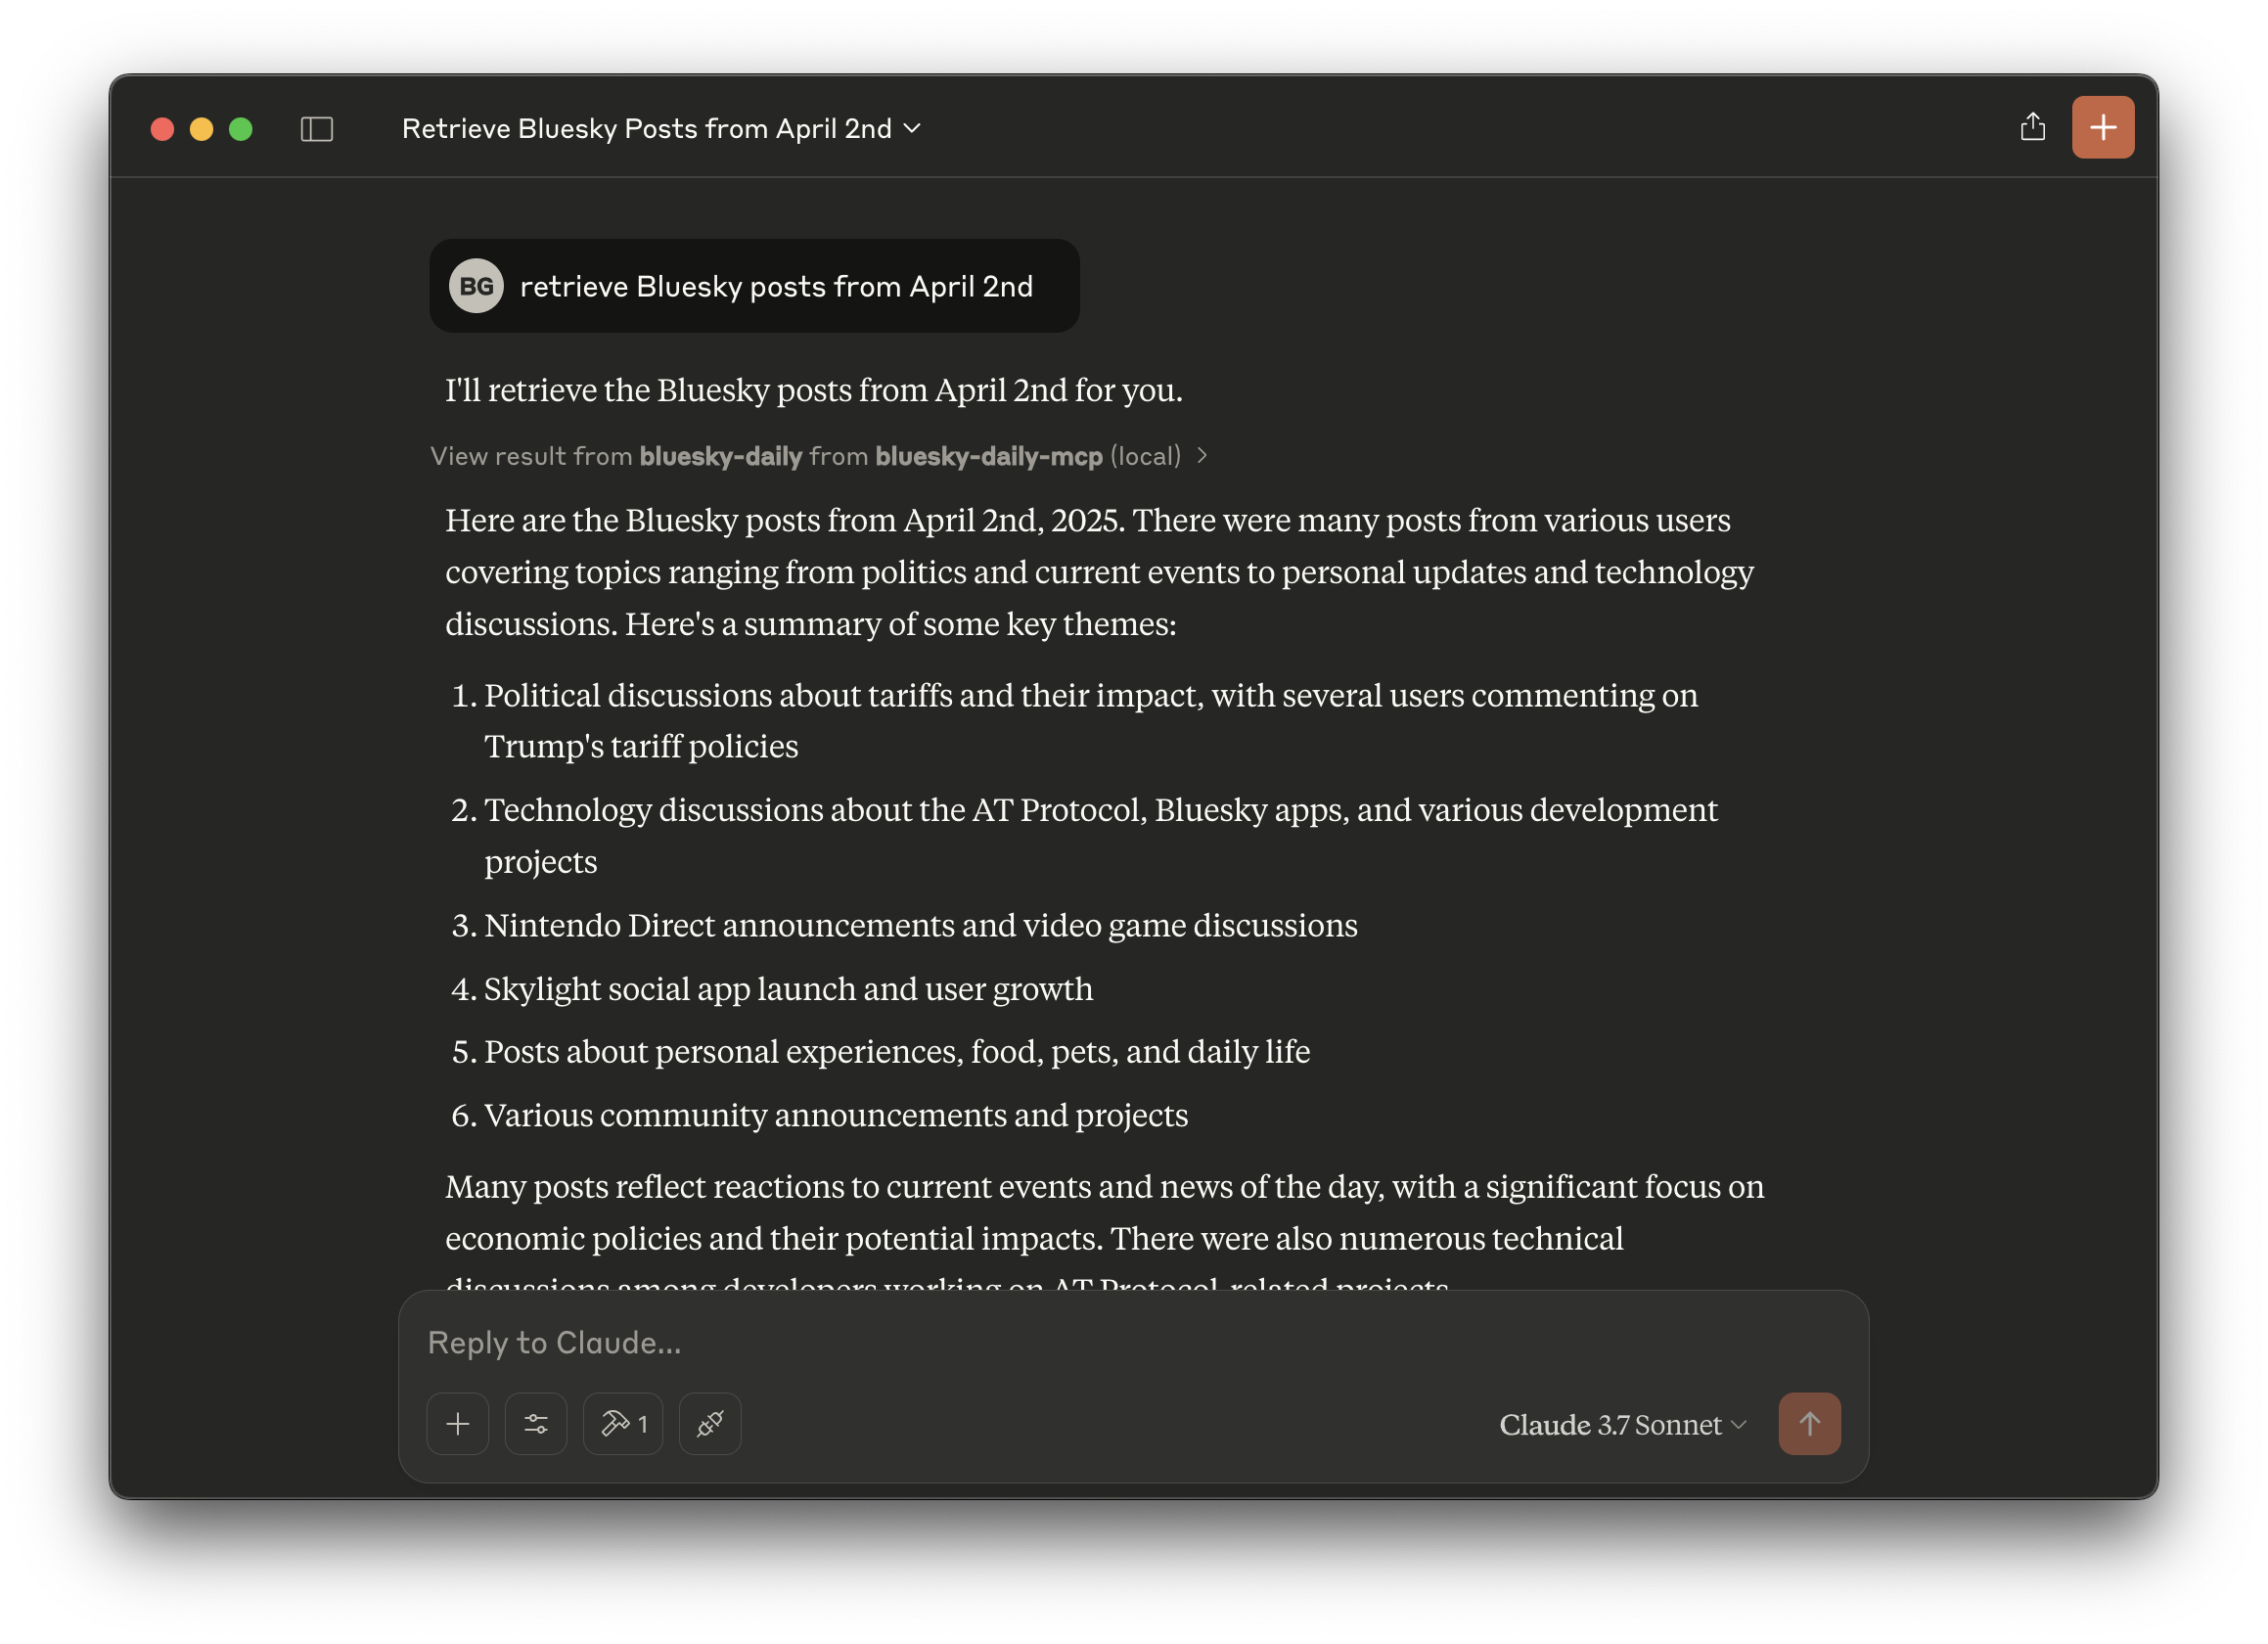 Retrieve Bluesky Posts from April 2nd
BG retrieve Bluesky posts from April 2nd
I'll retrieve the Bluesky posts from April 2nd for you.
View result from bluesky-daily from bluesky-daily-mcp (local)
Here are the Bluesky posts from April 2nd, 2025. There were many posts from various users
covering topics ranging from politics and current events to personal updates and technology
discussions. Here's a summary of some key themes:
1. Political discussions about tariffs and their impact, with several users commenting on
Trump's tariff policies
2. Technology discussions about the AT Protocol, Bluesky apps, and various development
projects
3. Nintendo Direct announcements and video game discussions
4. Skylight social app launch and user growth
5. Posts about personal experiences, food, pets, and daily life
6. Various community announcements and projects
Many posts reflect reactions to current events and news of the day, with a significant focus on
economic policies and their potential impacts. There were also numerous technical
discussions among developers working on AT Protocol-related projects.
Reply to Claude...
1
Claude 3.7 Sonnet